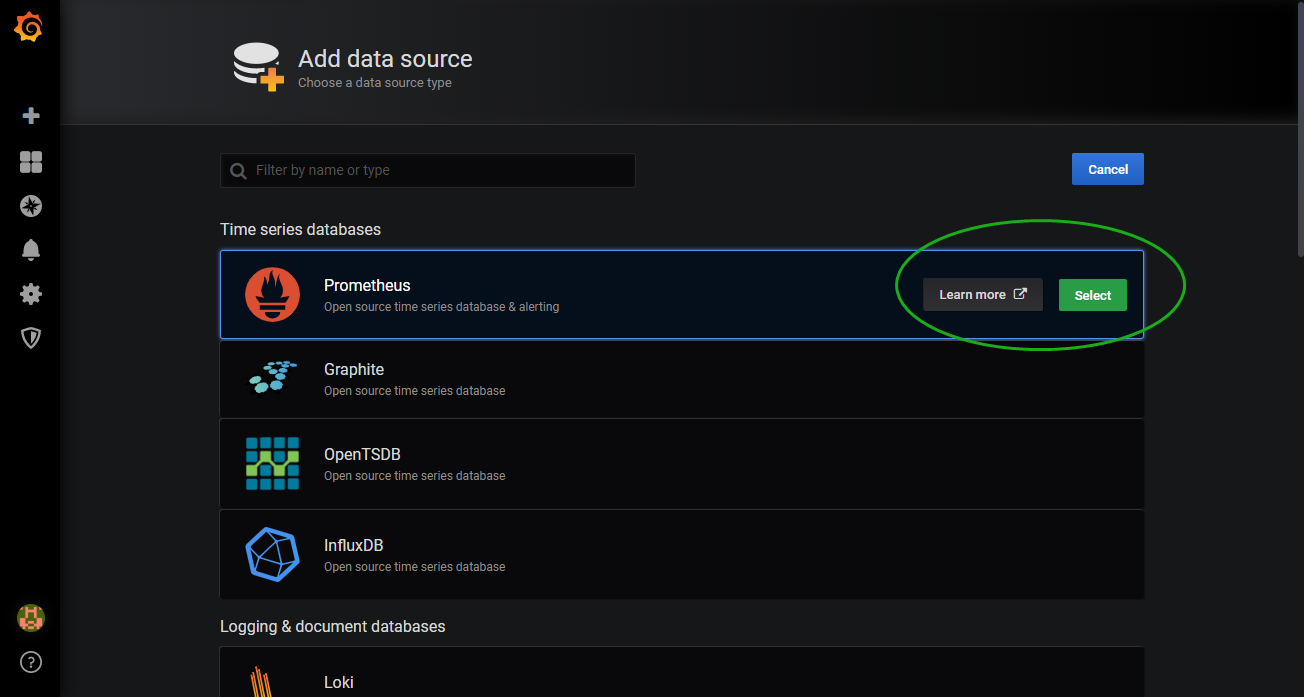 Add data source
Choose a data source type
Filter by name or type
Cancel
Time series databases
Prometheus
Open source time series database & alerting
Learn more
Select
Graphite
Open source time series database
OpenTSDB
Open source time series database
InfluxDB
Open source time series database
Logging & document databases
Loki
?